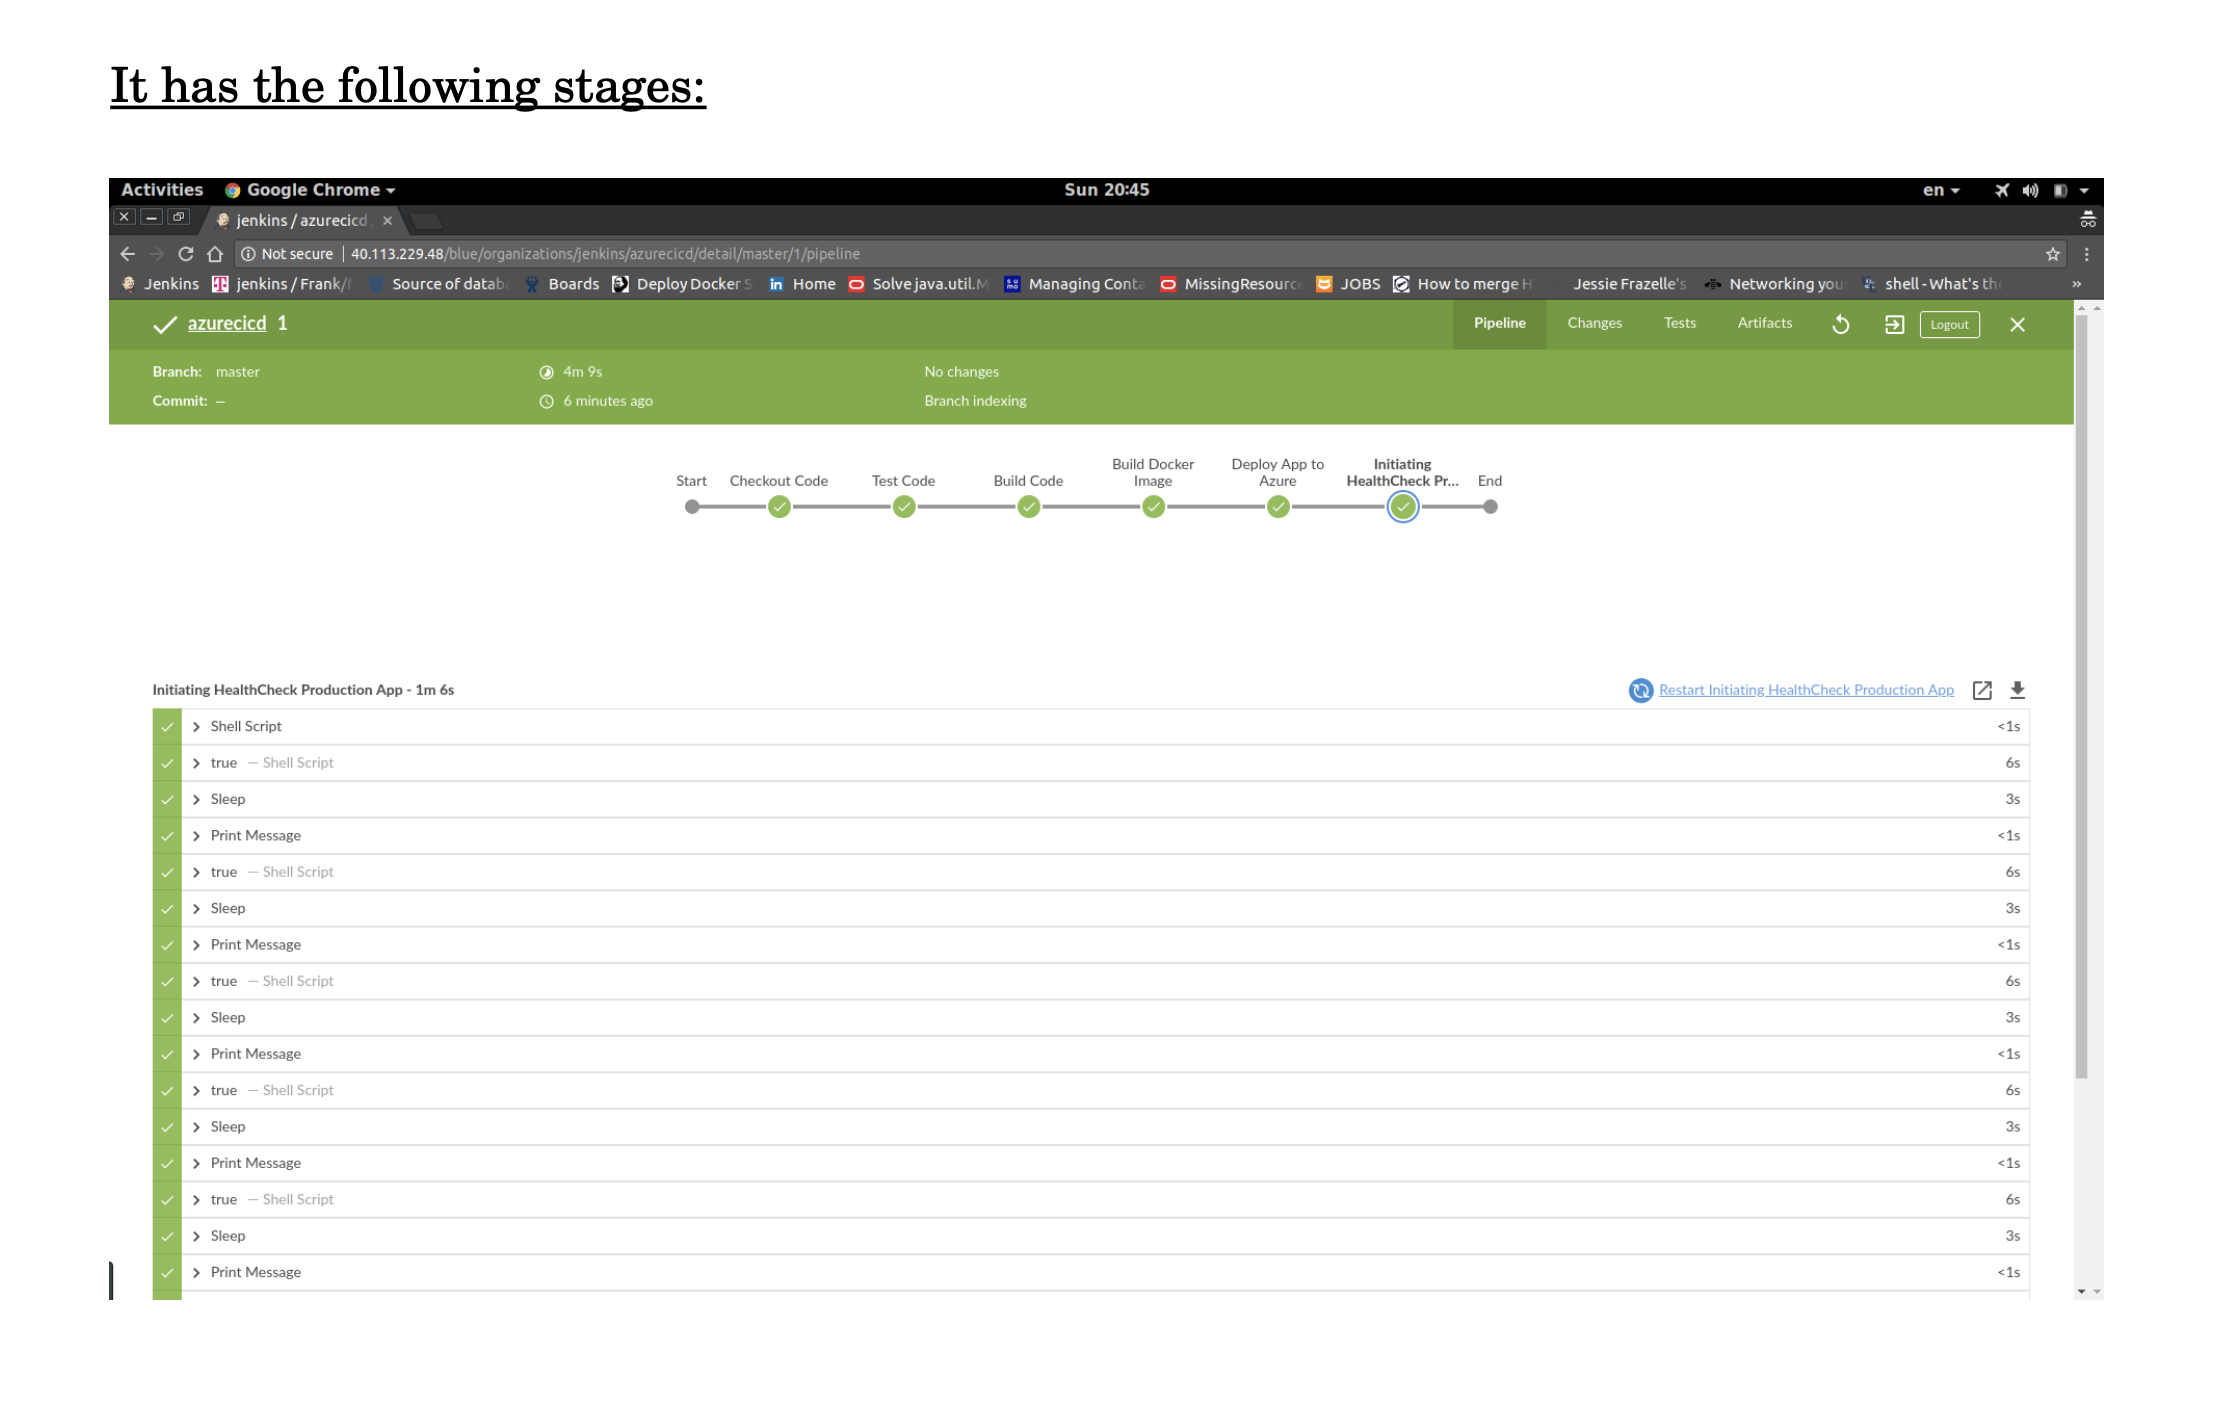 It has the following stages:
Activities Google Chrome Sun 20:45 en
jenkins / azurecicd
Not secure 40.113.229.48/blue/organizations/jenkins/azurecicd/detail/master/1/pipeline
Jenkins jenkins / Frank/ Source of datab Boards Deploy Docker S Home Solve java.util.M Managing Conta MissingResourc JOBS How to merge H Jessie Frazelle's Networking you shell - What's the »
azurecicd 1 Pipeline Changes Tests Artifacts Logout
Branch: master 4m 9s No changes
Commit: – 6 minutes ago Branch indexing
Start Checkout Code Test Code Build Code Build Docker Image Deploy App to Azure Initiating HealthCheck Pr... End
Initiating HealthCheck Production App - 1m 6s Restart Initiating HealthCheck Production App
Shell Script <1s
true — Shell Script 6s
Sleep 3s
Print Message <1s
true — Shell Script 6s
Sleep 3s
Print Message <1s
true — Shell Script 6s
Sleep 3s
Print Message <1s
true — Shell Script 6s
Sleep 3s
Print Message <1s
true — Shell Script 6s
Sleep 3s
Print Message <1s